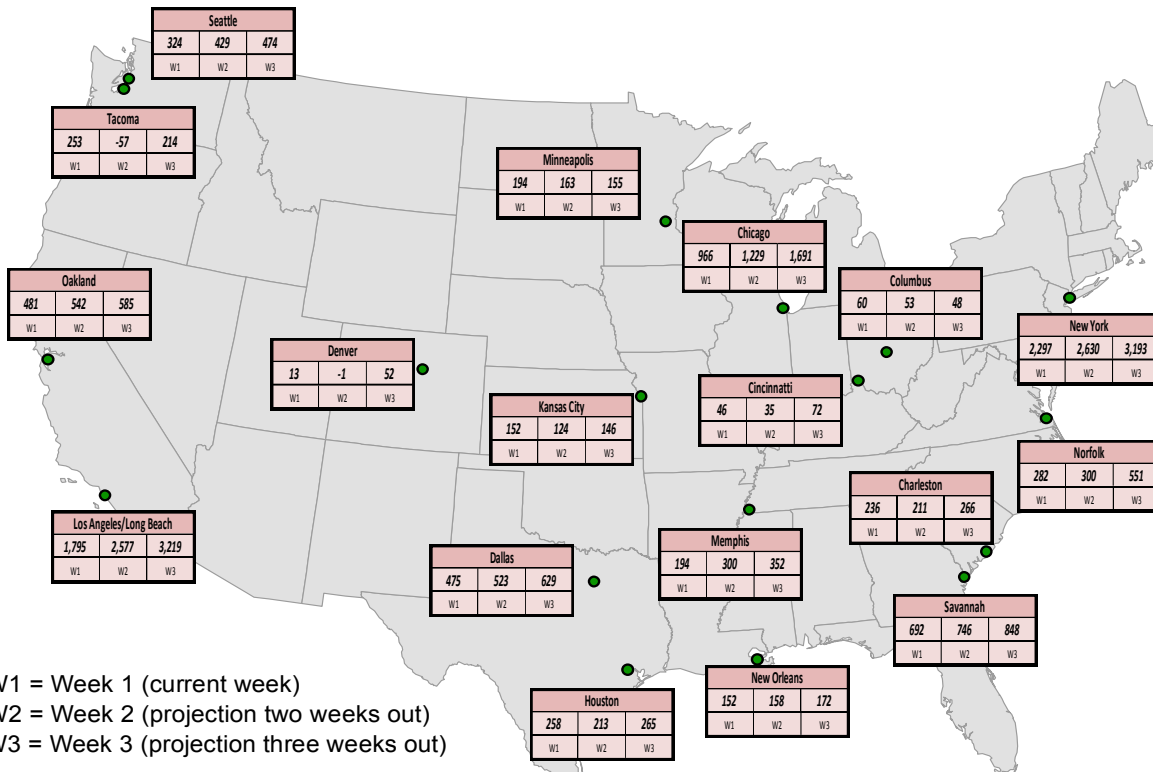 Seattle
324 429 474
W1 W2 W3
Tacoma
253 -57 214
W1 W2 W3
Minneapolis
194 163 155
W1 W2 W3
Chicago
966 1,229 1,691
W1 W2 W3
Oakland
481 542 585
W1 W2 W3
Columbus
60 53 48
W1 W2 W3
New York
2,297 2,630 3,193
W1 W2 W3
Denver
13 -1 52
W1 W2 W3
Cincinnatti
46 35 72
W1 W2 W3
Kansas City
152 124 146
W1 W2 W3
Norfolk
282 300 551
W1 W2 W3
Charleston
236 211 266
W1 W2 W3
Los Angeles/Long Beach
1,795 2,577 3,219
W1 W2 W3
Memphis
194 300 352
W1 W2 W3
Dallas
475 523 629
W1 W2 W3
Savannah
692 746 848
W1 W2 W3
New Orleans
152 158 172
W1 W2 W3
Houston
258 213 265
W1 W2 W3
W1 = Week 1 (current week)
W2 = Week 2 (projection two weeks out)
W3 = Week 3 (projection three weeks out)